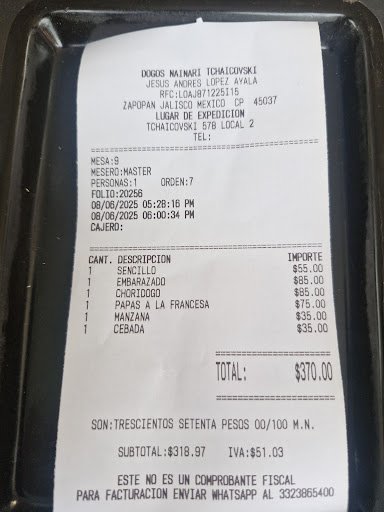 DOGOS NAINARI TCHAICOVSKI
JESUS ANDRES LOPEZ AYALA
RFC:LOAJ871225I15
ZAPOPAN JALISCO MEXICO CP 45037
LUGAR DE EXPEDICION
TCHAICOVSKI 578 LOCAL 2
TEL:
==================================
MESA:9
MESERO:MASTER
PERSONAS:1 ORDEN:7
FOLIO:20256
08/06/2025 05:28:16 PM
08/06/2025 06:00:34 PM
CAJERO:
==================================
CANT. DESCRIPCION IMPORTE
1 SENCILLO $55.00
1 EMBARAZADO $85.00
1 CHORIDOGO $85.00
1 PAPAS A LA FRANCESA $75.00
1 MANZANA $35.00
1 CEBADA $35.00
=================
TOTAL: $370.00
=================
SON:TRESCIENTOS SETENTA PESOS 00/100 M.N.
SUBTOTAL:$318.97 IVA:$51.03
ESTE NO ES UN COMPROBANTE FISCAL
PARA FACTURACION ENVIAR WHATSAPP AL 3323865400